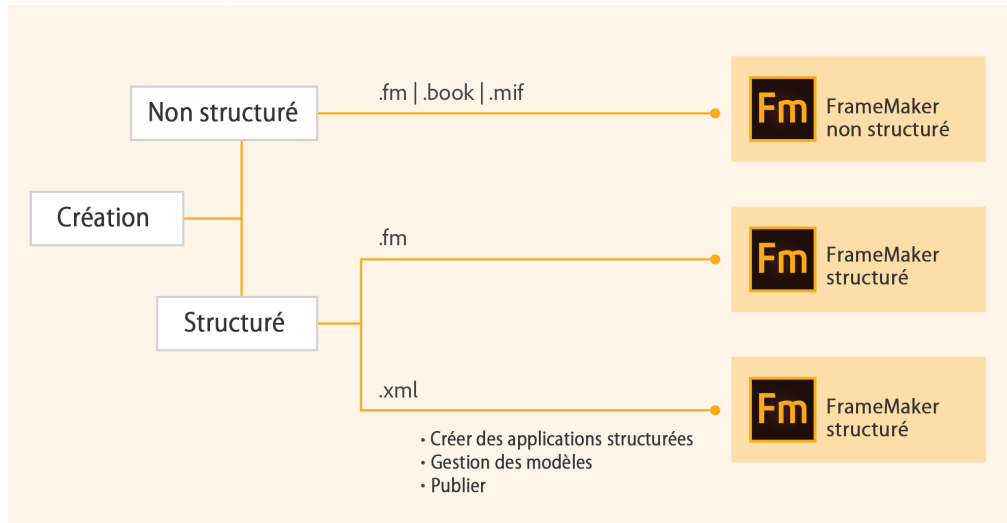 Non structuré
.fm | .book | .mif
Fm
FrameMaker
non structuré
Création
.fm
Fm
FrameMaker
structuré
Structuré
.xml
Fm
FrameMaker
structuré
• Créer des applications structurées
• Gestion des modèles
• Publier